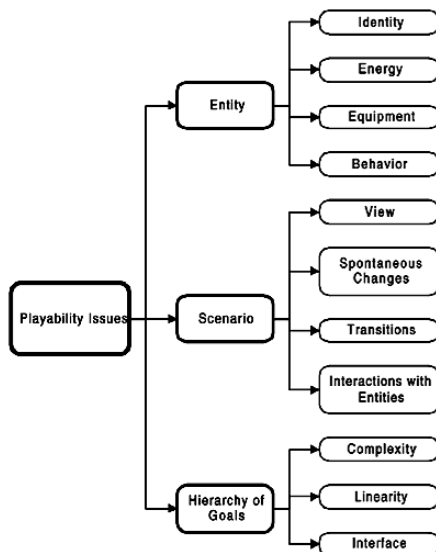 Identity
Energy
Entity
Equipment
Behavior
View
Spontaneous
Changes
Playability Issues
Scenario
Transitions
Interactions with
Entities
Complexity
Hierarchy of
Goals
Linearity
Interface